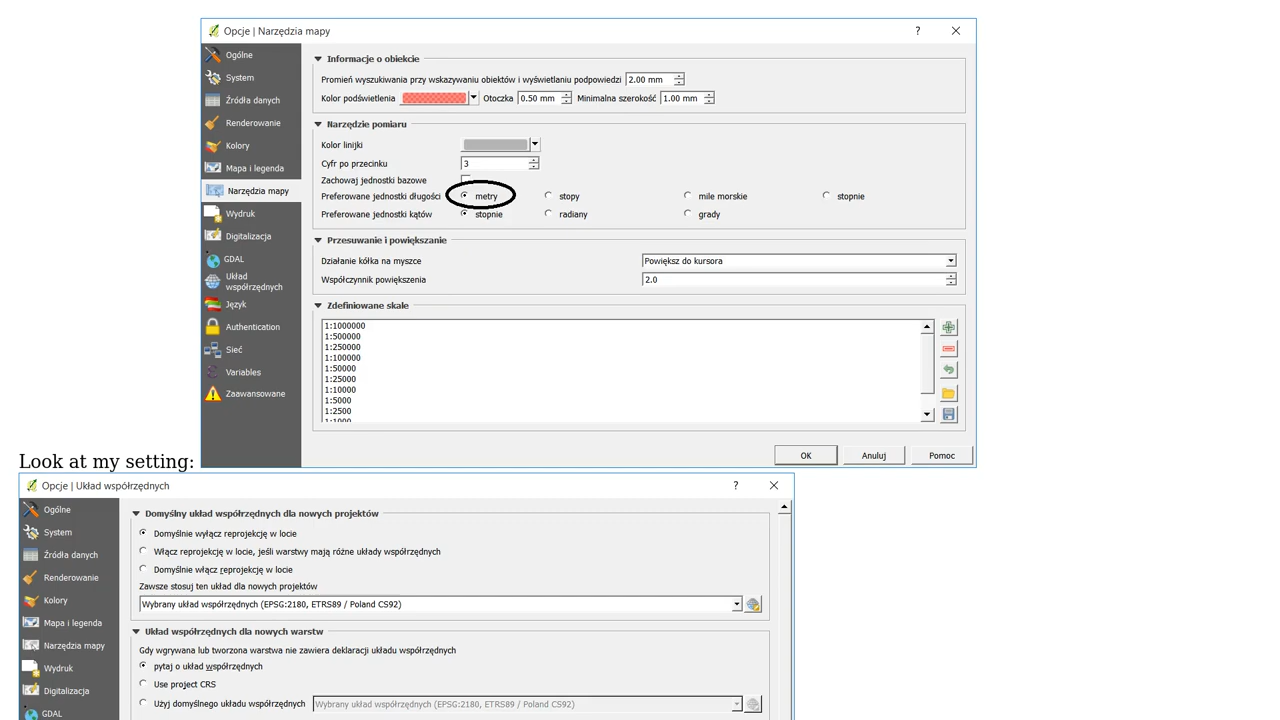 Opcje | Narzędzia mapy
?
Ogólne
System
Źródła danych
Renderowanie
Kolory
Mapa i legenda
Narzędzia mapy
Wydruk
Digitalizacja
GDAL
Układ
współrzędnych
Język
Authentication
Sieć
Variables
Zaawansowane
Informacje o obiekcie
Promień wyszukiwania przy wskazywaniu obiektów i wyświetlaniu podpowiedzi 2.00 mm
Kolor podświetlenia Otoczka 0.50 mm Minimalna szerokość 1.00 mm
Narzędzie pomiaru
Kolor linijki
Cyfr po przecinku 3
Zachowaj jednostki bazowe
Preferowane jednostki długości metry stopy mile morskie stopnie
Preferowane jednostki kątów stopnie radiany grady
Przesuwanie i powiększanie
Działanie kółka na myszce Powiększ do kursora
Współczynnik powiększenia 2.0
Zdefiniowane skale
1:1000000
1:500000
1:250000
1:100000
1:50000
1:25000
1:10000
1:5000
1:2500
1:1000
OK Anuluj Pomoc
Look at my setting:
Opcje | Układ współrzędnych
?
Ogólne
System
Źródła danych
Renderowanie
Kolory
Mapa i legenda
Narzędzia mapy
Wydruk
Digitalizacja
GDAL
Domyślny układ współrzędnych dla nowych projektów
Domyślnie wyłącz reprojekcję w locie
Włącz reprojekcję w locie, jeśli warstwy mają różne układy współrzędnych
Domyślnie włącz reprojekcję w locie
Zawsze stosuj ten układ dla nowych projektów
Wybrany układ współrzędnych (EPSG:2180, ETRS89 / Poland CS92)
Układ współrzędnych dla nowych warstw
Gdy wgrywana lub tworzona warstwa nie zawiera deklaracji układu współrzędnych
pytaj o układ współrzędnych
Use project CRS
Użyj domyślnego układu współrzędnych Wybrany układ współrzędnych (EPSG:2180, ETRS89 / Poland CS92)